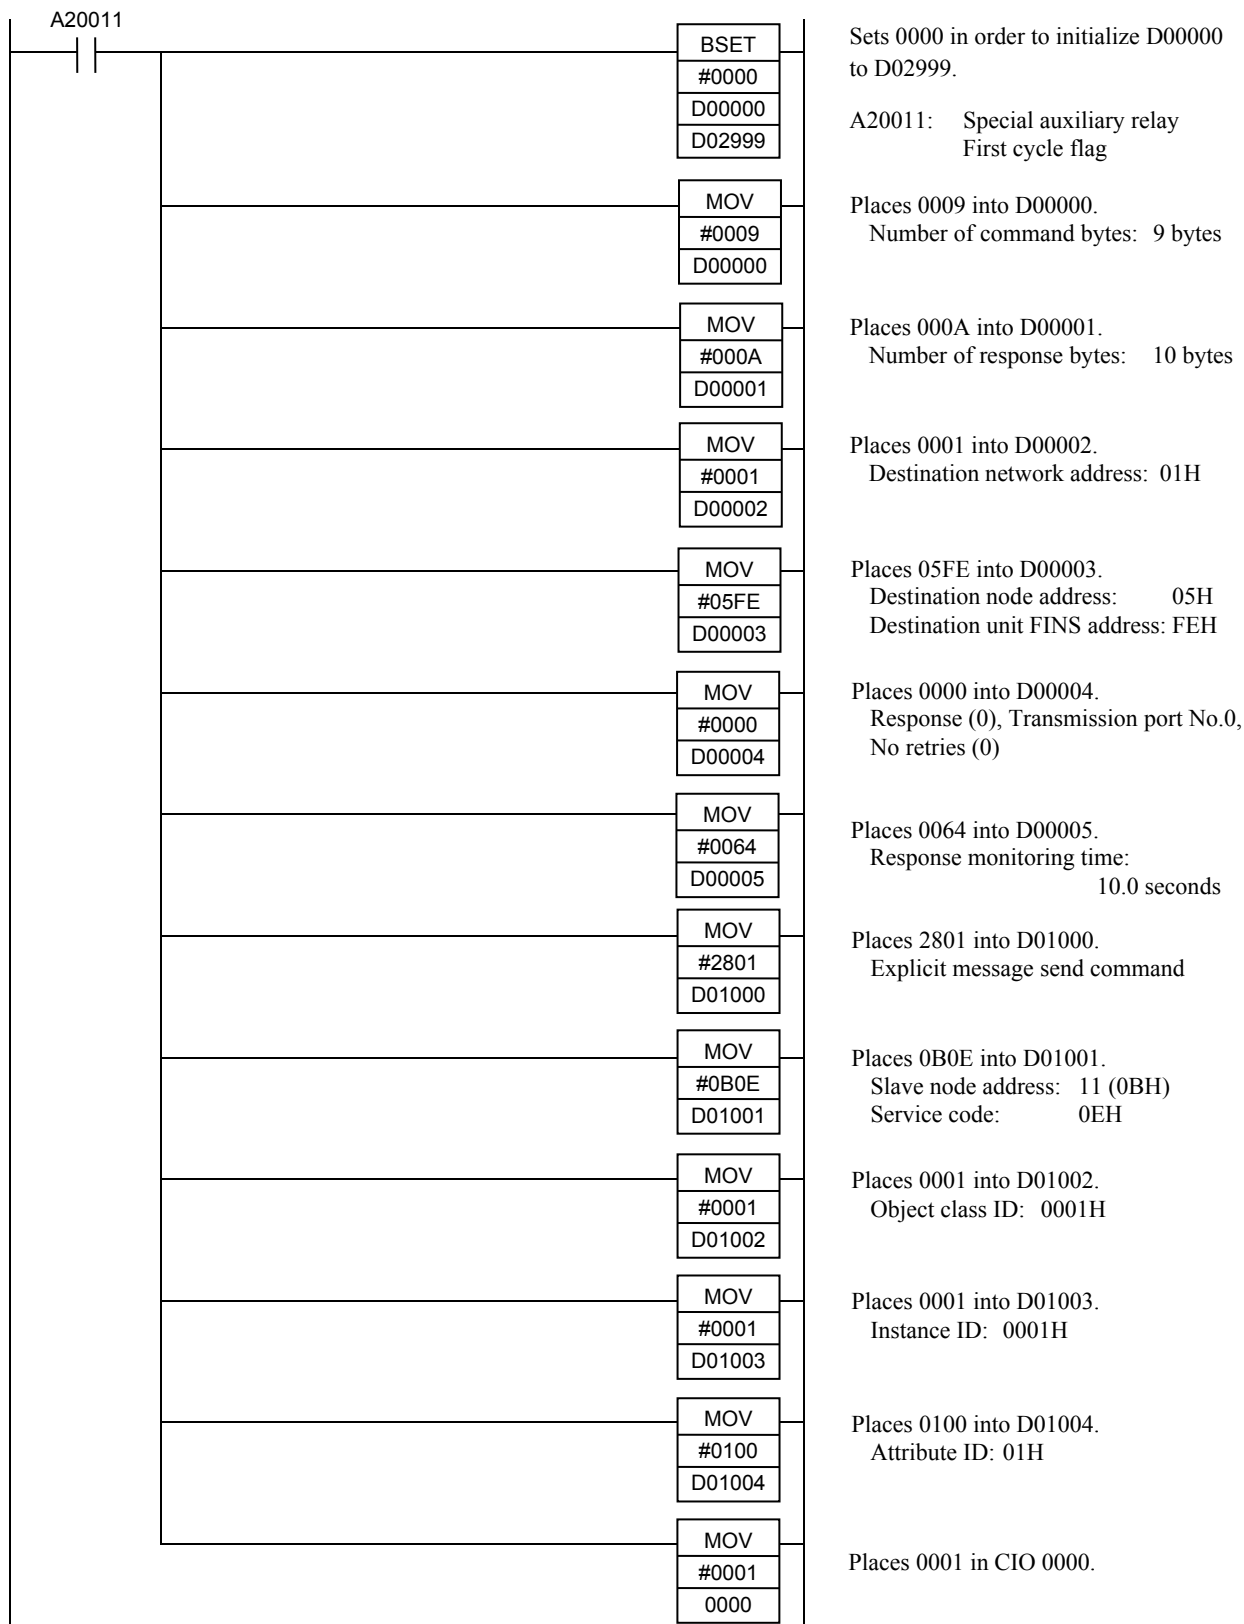 A20011
BSET
#0000
D00000
D02999
Sets 0000 in order to initialize D00000
to D02999.
A20011: Special auxiliary relay
First cycle flag
MOV
#0009
D00000
Places 0009 into D00000.
Number of command bytes: 9 bytes
MOV
#000A
D00001
Places 000A into D00001.
Number of response bytes: 10 bytes
MOV
#0001
D00002
Places 0001 into D00002.
Destination network address: 01H
MOV
#05FE
D00003
Places 05FE into D00003.
Destination node address: 05H
Destination unit FINS address: FEH
MOV
#0000
D00004
Places 0000 into D00004.
Response (0), Transmission port No.0,
No retries (0)
MOV
#0064
D00005
Places 0064 into D00005.
Response monitoring time:
10.0 seconds
MOV
#2801
D01000
Places 2801 into D01000.
Explicit message send command
MOV
#0B0E
D01001
Places 0B0E into D01001.
Slave node address: 11 (0BH)
Service code: 0EH
MOV
#0001
D01002
Places 0001 into D01002.
Object class ID: 0001H
MOV
#0001
D01003
Places 0001 into D01003.
Instance ID: 0001H
MOV
#0100
D01004
Places 0100 into D01004.
Attribute ID: 01H
MOV
#0001
0000
Places 0001 in CIO 0000.